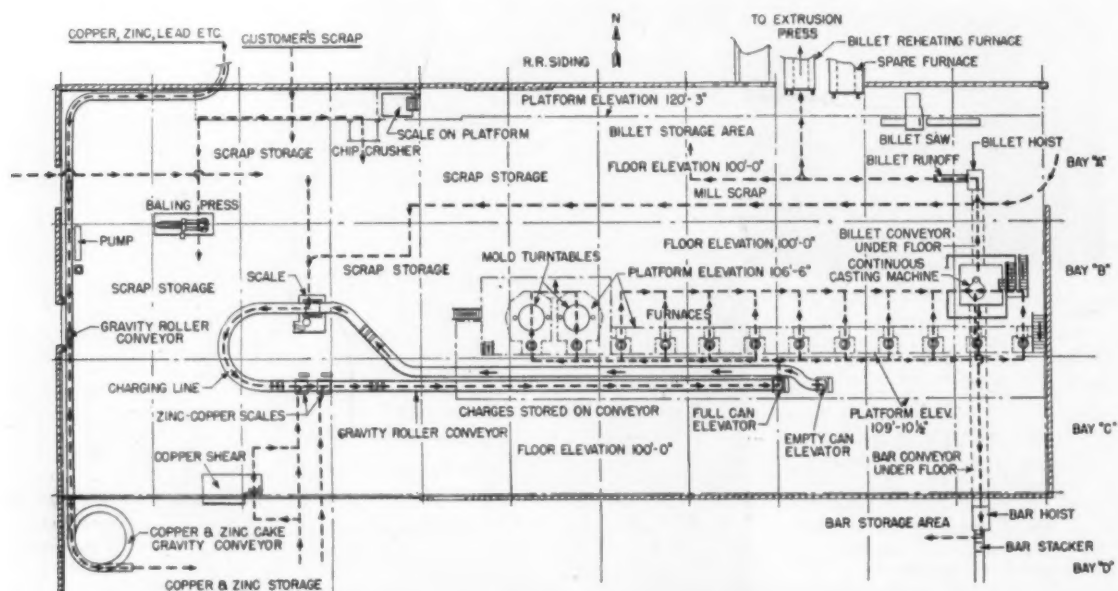 COPPER, ZINC, LEAD ETC.
CUSTOMER'S SCRAP
N
R.R. SIDING
TO EXTRUSION
PRESS
BILLET REHEATING FURNACE
SPARE FURNACE
PLATFORM ELEVATION 120'-3"
SCALE ON PLATFORM
BILLET STORAGE AREA
BILLET SAW
BILLET HOIST
SCRAP STORAGE
CHIP CRUSHER
SCRAP STORAGE
FLOOR ELEVATION 100'-0"
BILLET RUNOFF
BAY "A"
MILL SCRAP
BALING PRESS
PUMP
FLOOR ELEVATION 100'-0"
BILLET CONVEYOR
UNDER FLOOR
MOLD TURNTABLES
PLATFORM ELEVATION 106'-6"
CONTINUOUS
CASTING MACHINE
BAY "B"
SCRAP STORAGE
SCALE
SCRAP STORAGE
FURNACES
GRAVITY ROLLER
CONVEYOR
CHARGING LINE
ZINC-COPPER SCALES
CHARGES STORED ON CONVEYOR
FULL CAN
ELEVATOR
PLATFORM ELEV.
109'-10½"
GRAVITY ROLLER CONVEYOR
EMPTY CAN
ELEVATOR
BAY "C"
FLOOR ELEVATION 100'-0"
COPPER SHEAR
BAR CONVEYOR
UNDER FLOOR
COPPER & ZINC CAKE
GRAVITY CONVEYOR
BAR STORAGE AREA
BAR HOIST
BAR STACKER
BAY "D"
COPPER & ZINC STORAGE